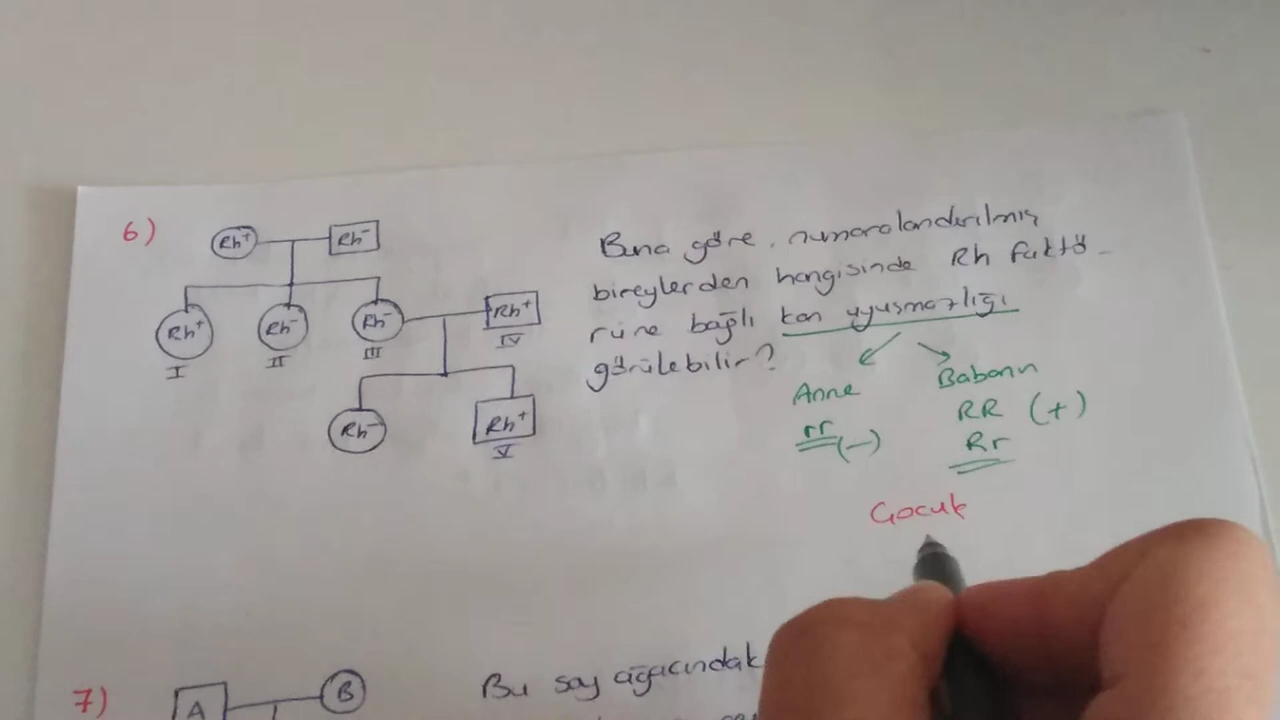 6)
Rh⁺ Rh⁻
Rh⁺ Rh⁻ Rh⁻ Rh⁺
I II III IV
Rh⁻ Rh⁺
V
Buna göre, numaralandırılmış
bireylerden hangisinde Rh faktö-
rüne bağlı kan uyuşmazlığı
görülebilir?
Anne Babanın
rr (-) RR (+)
Rr
Çocuk
7)
A B
Bu soy ağacındak